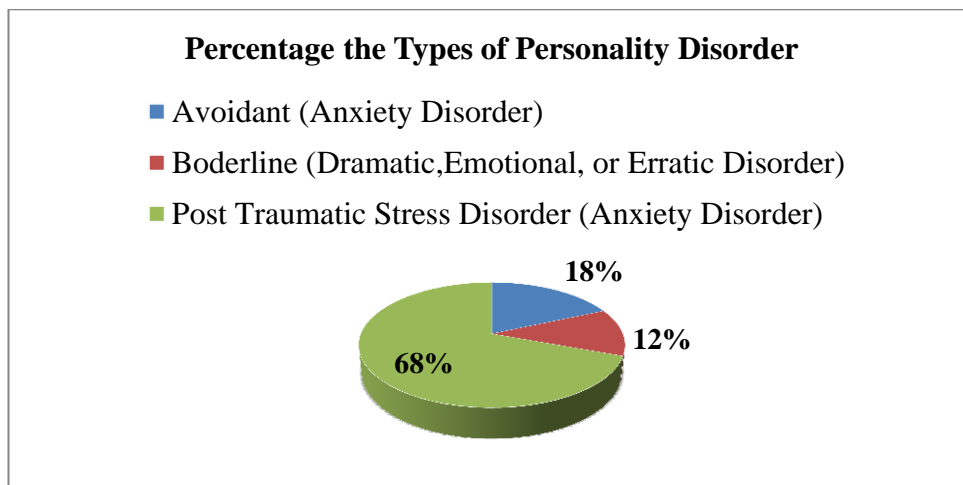 Percentage the Types of Personality Disorder
Avoidant (Anxiety Disorder)
Boderline (Dramatic,Emotional, or Erratic Disorder)
Post Traumatic Stress Disorder (Anxiety Disorder)
18%
12%
68%